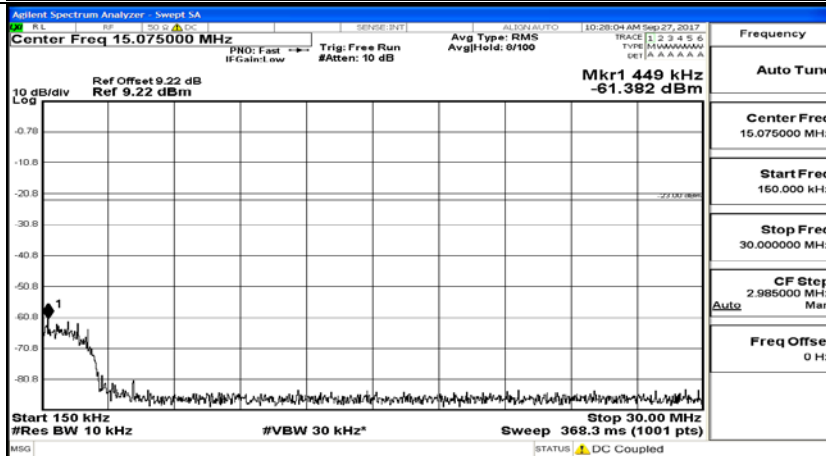 Agilent Spectrum Analyzer - Swept SA
RL RF 50 Ω DC SENSE:INT ALIGN AUTO 10:28:04 AM Sep 27, 2017
Center Freq 15.075000 MHz
PNO: Fast
IFGain:Low
Trig: Free Run
#Atten: 10 dB
Avg Type: RMS
Avg|Hold: 8/100
TRACE 1 2 3 4 5 6
TYPE M WWWWW
DET A A A A A A
Frequency
Auto Tune
Center Freq
15.075000 MHz
Start Freq
150.000 kHz
Stop Freq
30.000000 MHz
CF Step
2.985000 MHz
Auto Man
Freq Offset
0 Hz
Ref Offset 9.22 dB
10 dB/div Ref 9.22 dBm
Log
Mkr1 449 kHz
-61.382 dBm
-0.78
-10.8
-20.8
-23.00 dBm
-30.8
-40.8
-50.8
-60.8
-70.8
-80.8
1
Start 150 kHz Stop 30.00 MHz
#Res BW 10 kHz #VBW 30 kHz* Sweep 368.3 ms (1001 pts)
MSG STATUS DC Coupled